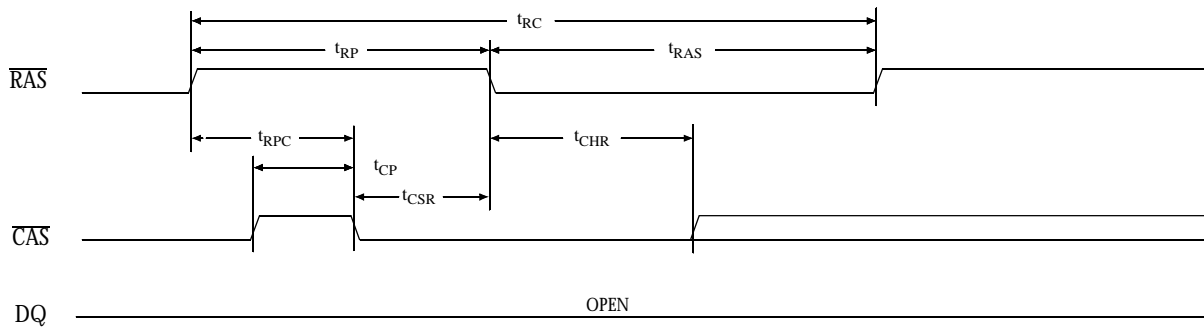 tRC
tRP
tRAS
RAS
tRPC
tCHR
tCP
tCSR
CAS
OPEN
DQ